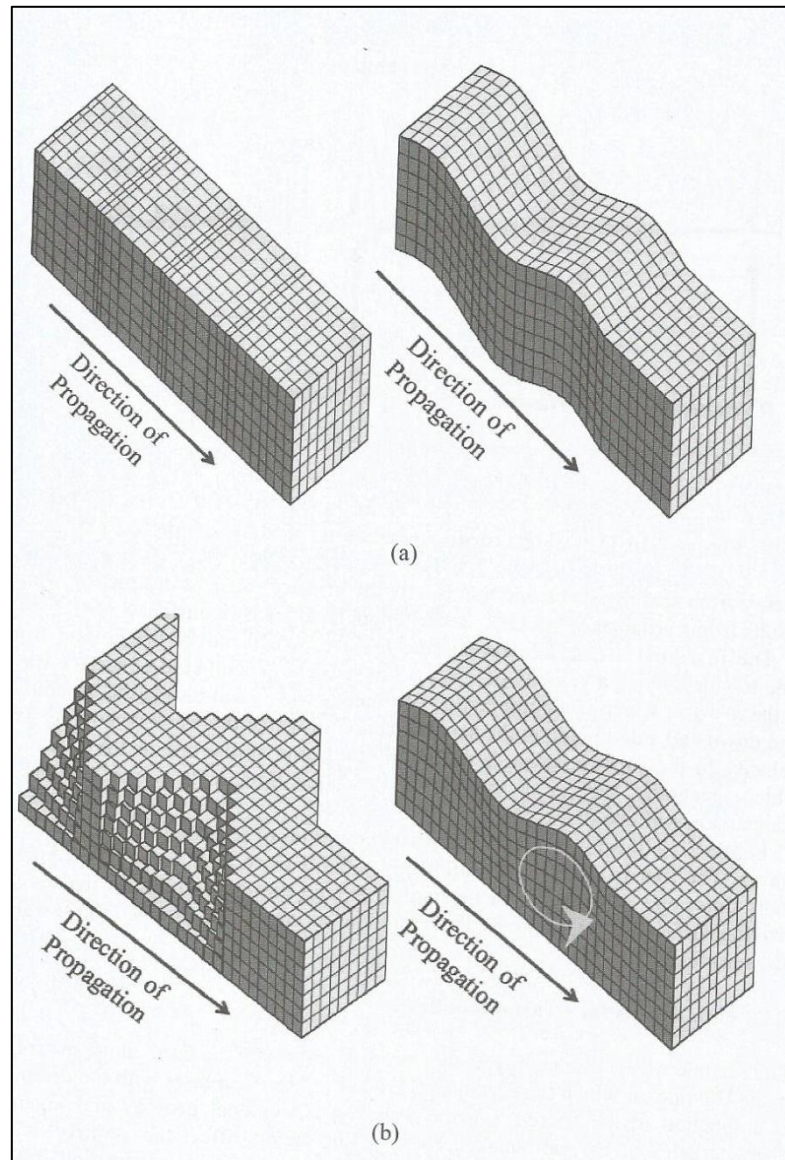 Direction of
Propagation
Direction of
Propagation
(a)
Direction of
Propagation
Direction of
Propagation
(b)